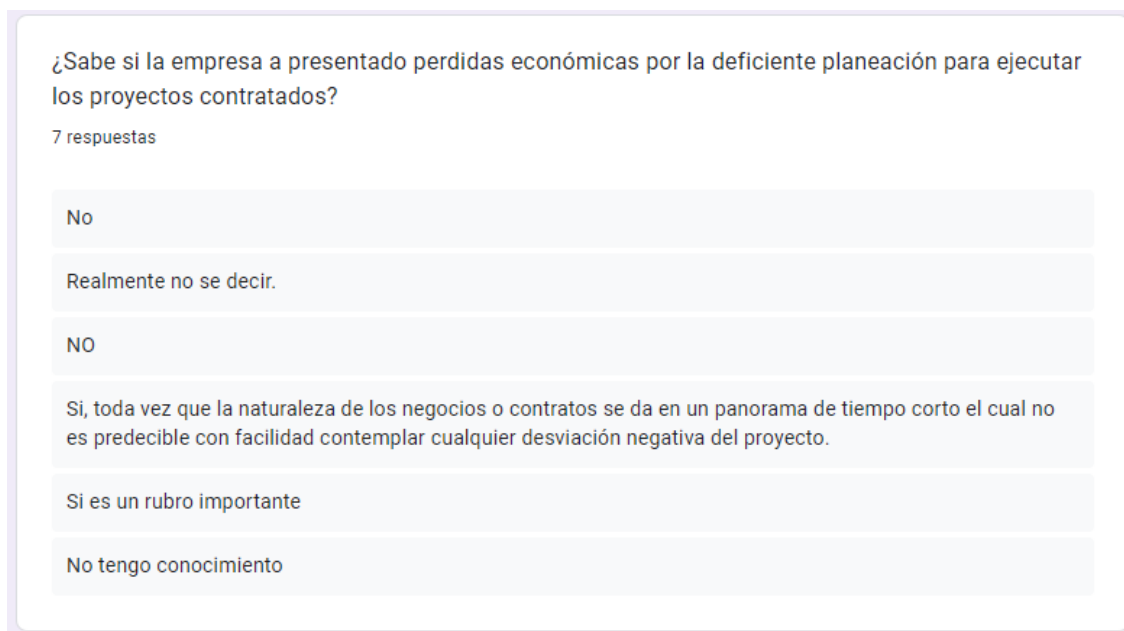 ¿Sabe si la empresa a presentado perdidas económicas por la deficiente planeación para ejecutar
los proyectos contratados?
7 respuestas
No
Realmente no se decir.
NO
Si, toda vez que la naturaleza de los negocios o contratos se da en un panorama de tiempo corto el cual no
es predecible con facilidad contemplar cualquier desviación negativa del proyecto.
Si es un rubro importante
No tengo conocimiento